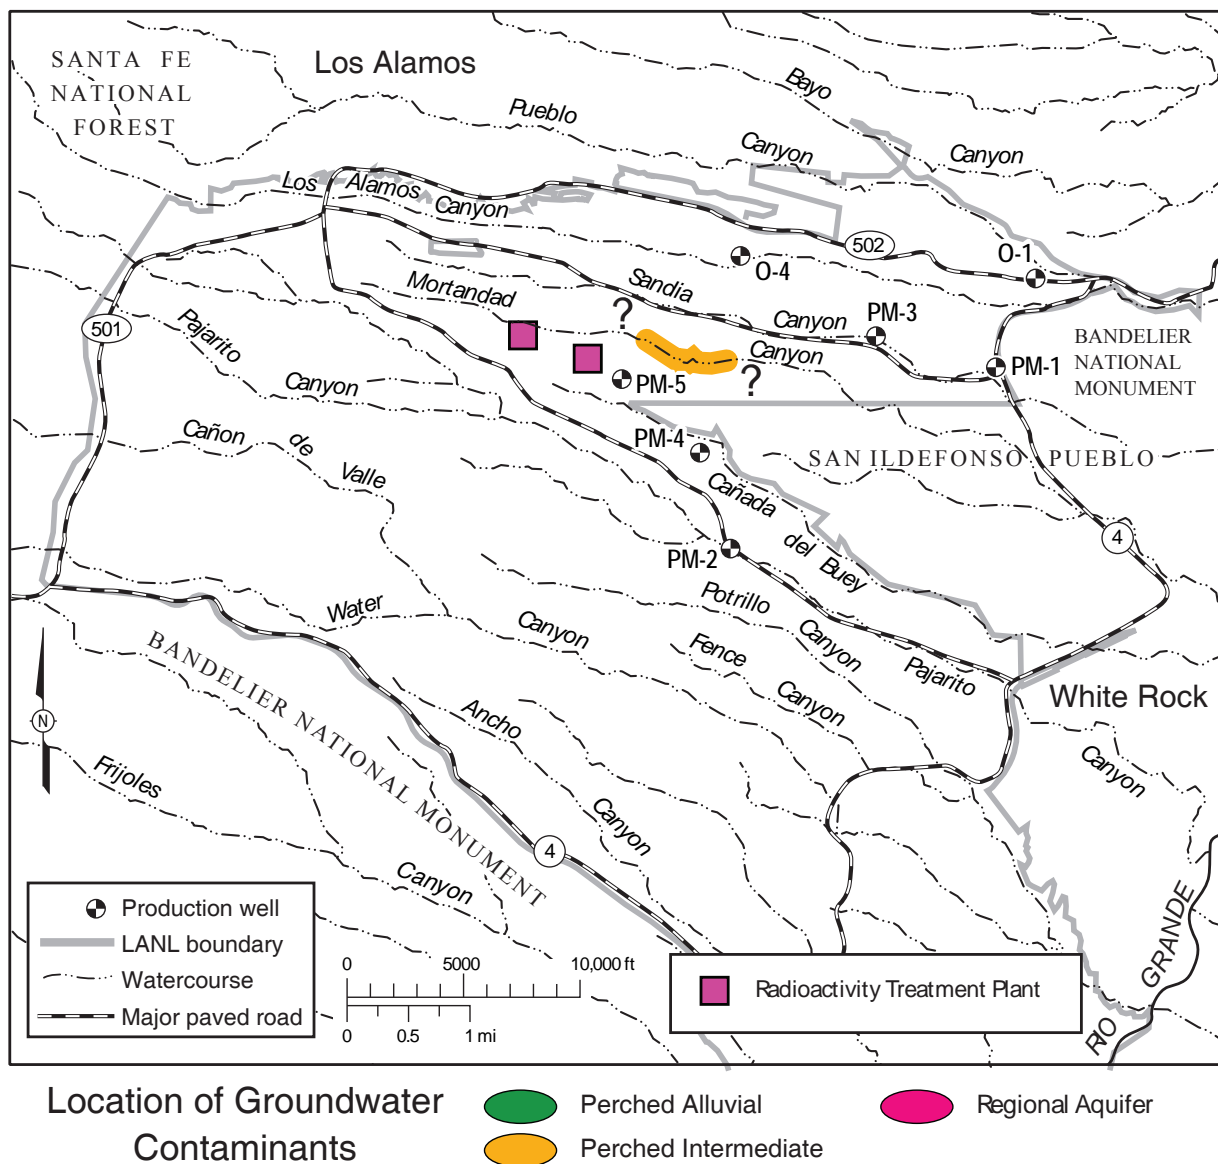 SANTA FE
NATIONAL
FOREST
Los Alamos
Bayo
Canyon
Pueblo
Canyon
Los Alamos
Canyon
502
O-4
O-1
Sandia
Canyon
Mortandad
Canyon
?
?
PM-3
PM-1
PM-5
PM-4
PM-2
BANDELIER
NATIONAL
MONUMENT
501
Pajarito
Canyon
Cañon de Valle
SAN ILDEFONSO PUEBLO
Cañada del Buey
4
Water
Canyon
Potrillo
Canyon
Fence
Canyon
Pajarito
White Rock
Canyon
BANDELIER NATIONAL MONUMENT
Ancho
Canyon
N
Frijoles
Canyon
4
RIO GRANDE
Production well
LANL boundary
Watercourse
Major paved road
0 5000 10,000 ft
0 0.5 1 mi
Radioactivity Treatment Plant
Location of Groundwater
Contaminants
Perched Alluvial
Perched Intermediate
Regional Aquifer